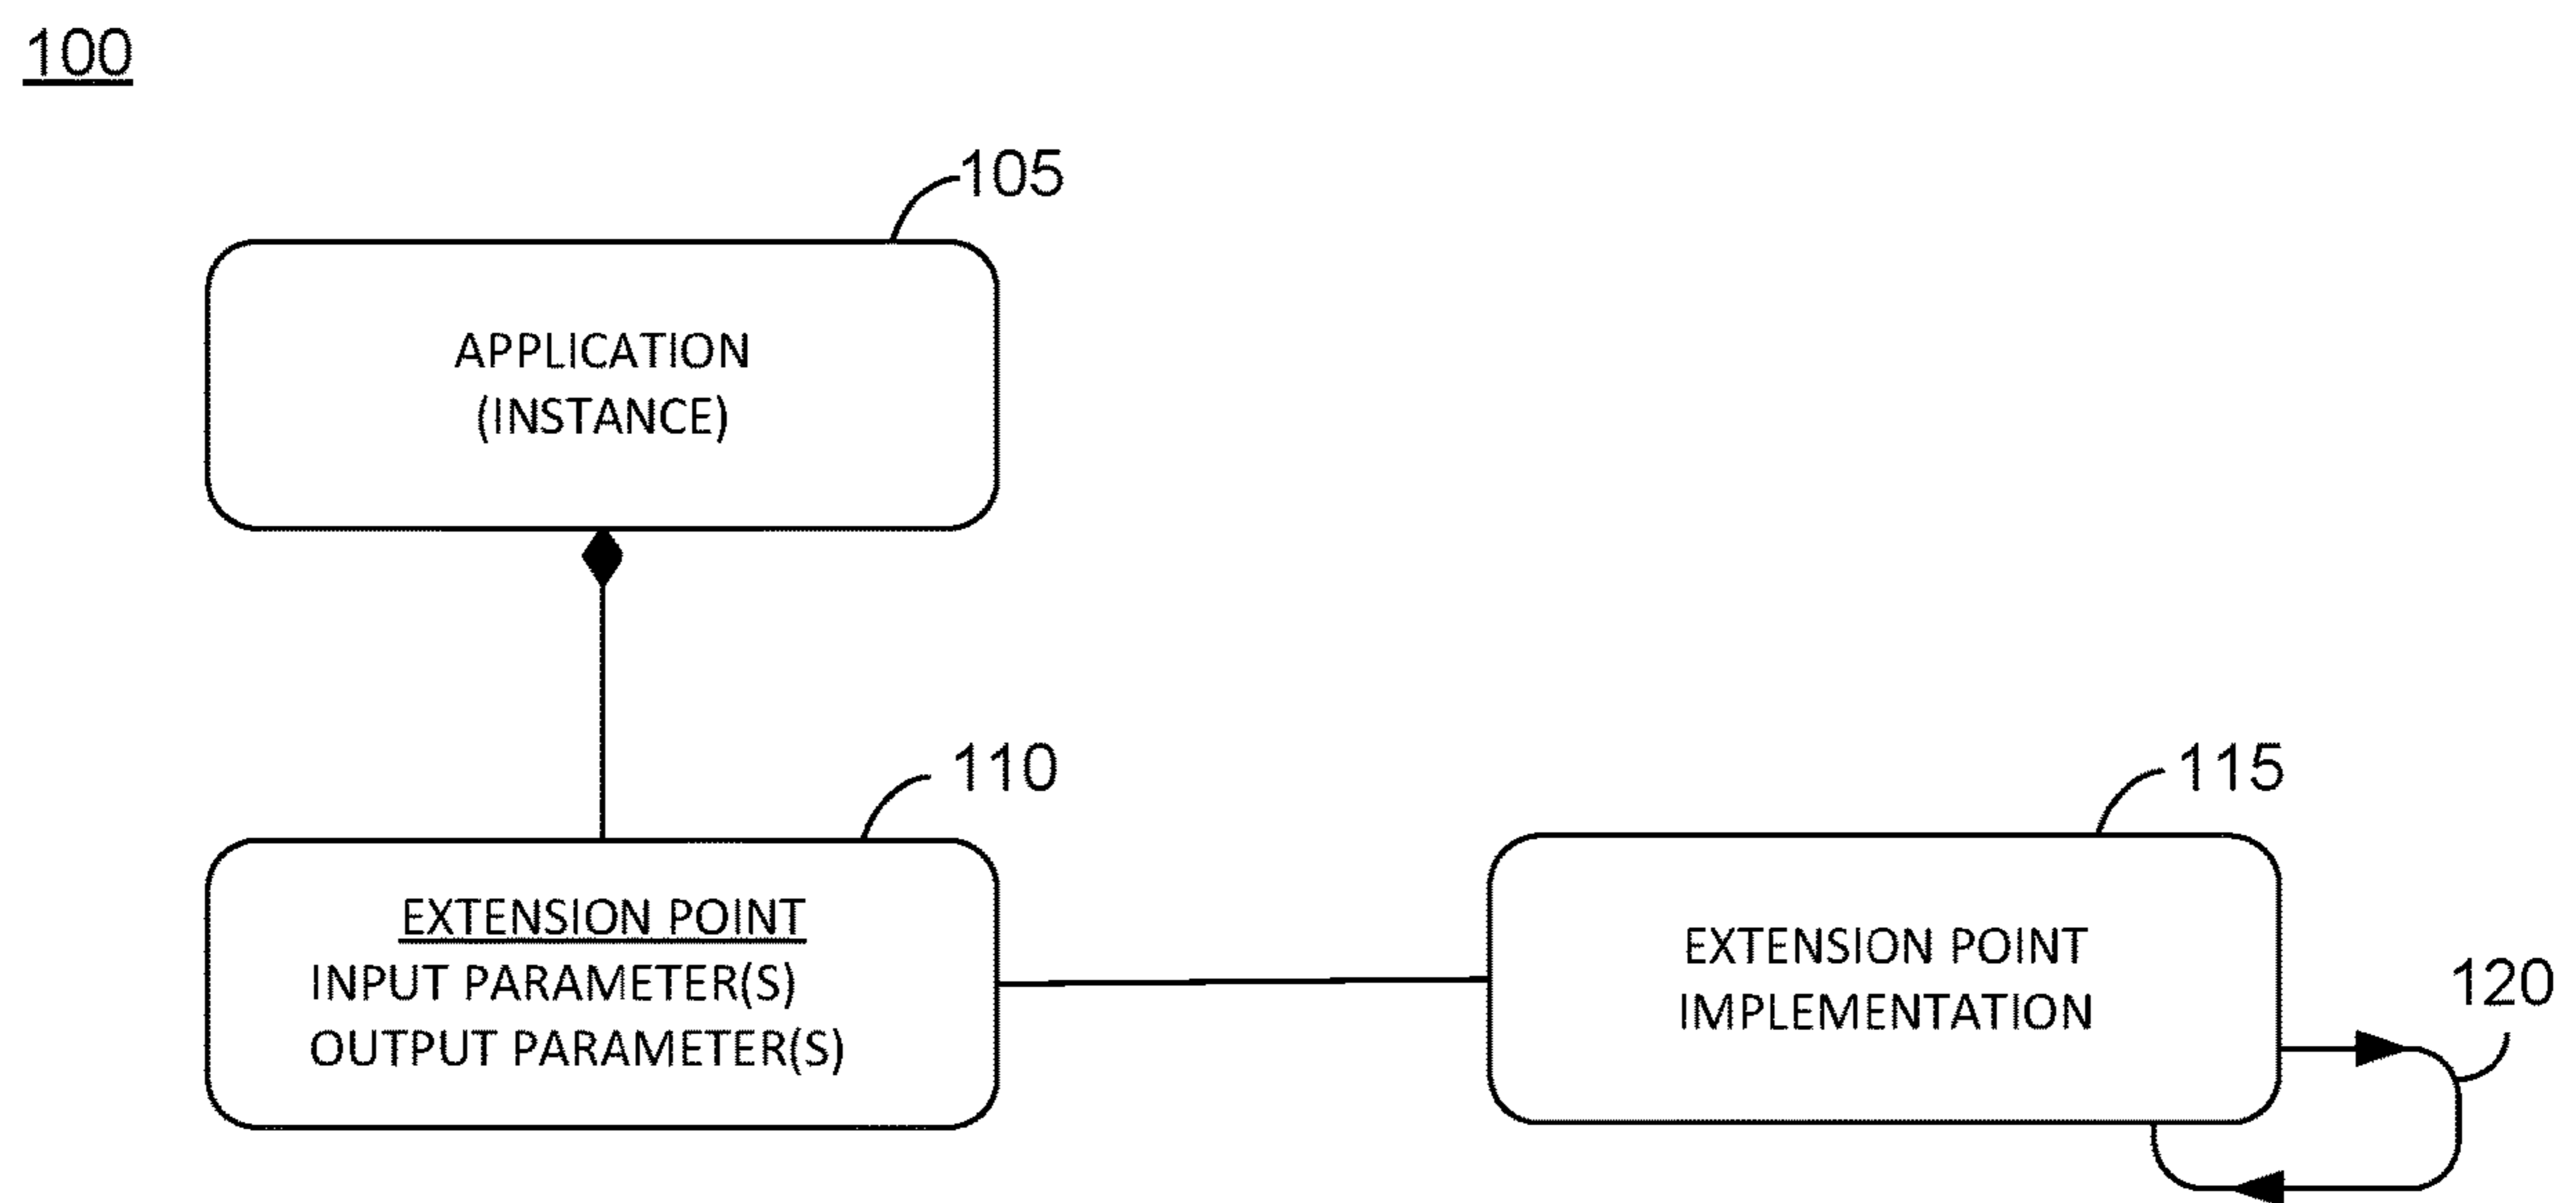 100
105
APPLICATION
(INSTANCE)
110
EXTENSION POINT
INPUT PARAMETER(S)
OUTPUT PARAMETER(S)
115
EXTENSION POINT
IMPLEMENTATION
120